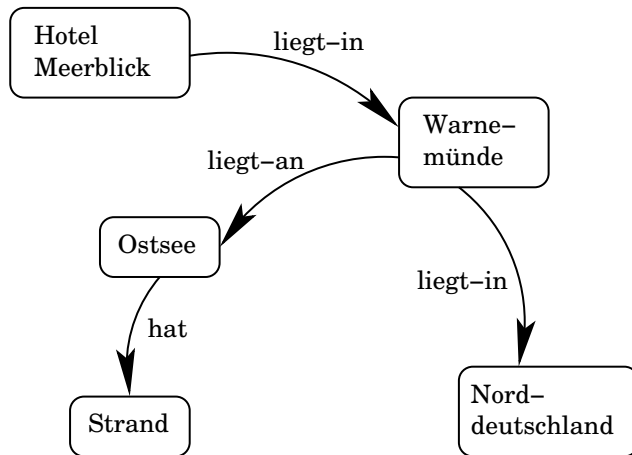 Hotel
Meerblick
liegt–in
Warne–
münde
liegt–an
Ostsee
liegt–in
hat
Strand
Nord–
deutschland